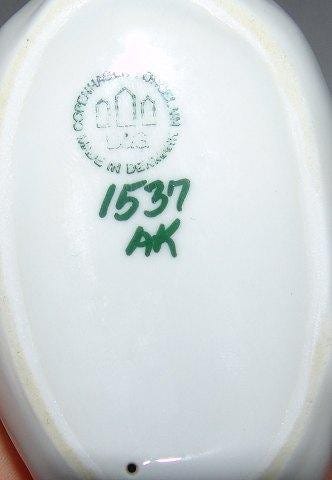 COPENHAGEN PORCELAIN
B&G
MADE IN DENMARK
1537
AK